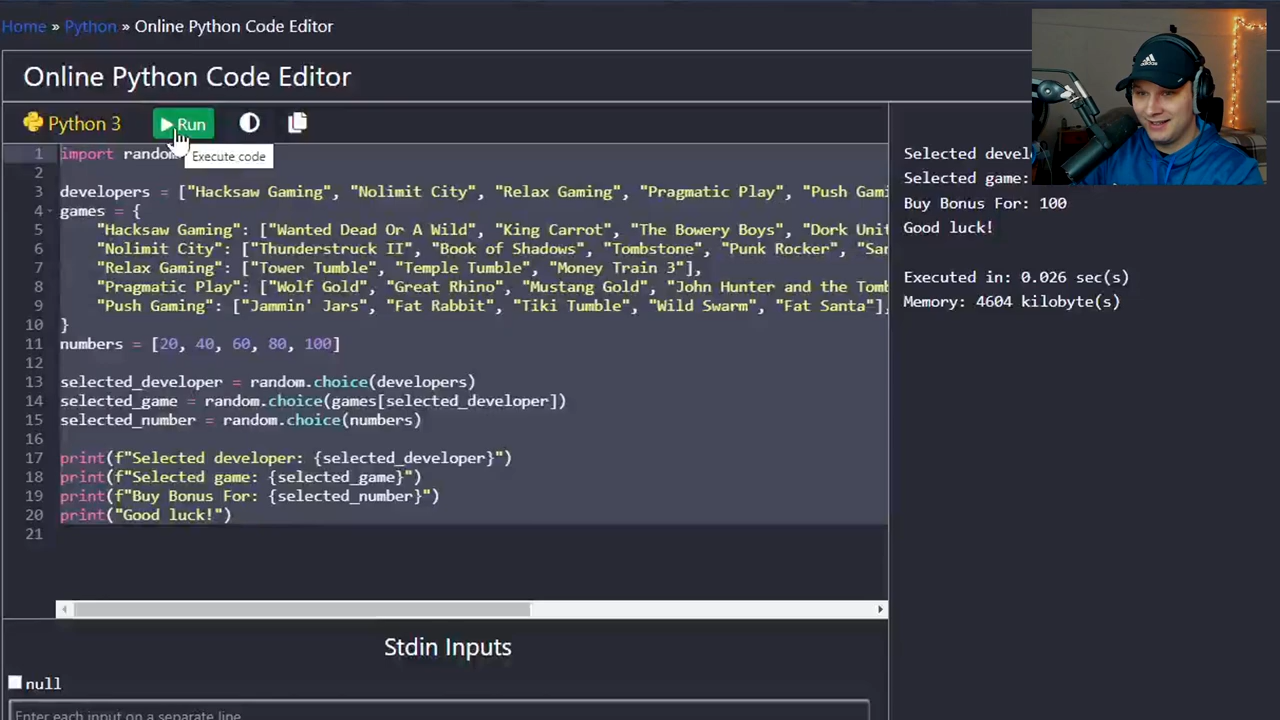 Home » Python » Online Python Code Editor
Online Python Code Editor
Python 3 Run
Execute code
1 import random
2
3 developers = ["Hacksaw Gaming", "Nolimit City", "Relax Gaming", "Pragmatic Play", "Push Gami
4 games = {
5 "Hacksaw Gaming": ["Wanted Dead Or A Wild", "King Carrot", "The Bowery Boys", "Dork Unit
6 "Nolimit City": ["Thunderstruck II", "Book of Shadows", "Tombstone", "Punk Rocker", "San
7 "Relax Gaming": ["Tower Tumble", "Temple Tumble", "Money Train 3"],
8 "Pragmatic Play": ["Wolf Gold", "Great Rhino", "Mustang Gold", "John Hunter and the Tomb
9 "Push Gaming": ["Jammin' Jars", "Fat Rabbit", "Tiki Tumble", "Wild Swarm", "Fat Santa"],
10 }
11 numbers = [20, 40, 60, 80, 100]
12
13 selected_developer = random.choice(developers)
14 selected_game = random.choice(games[selected_developer])
15 selected_number = random.choice(numbers)
16
17 print(f"Selected developer: {selected_developer}")
18 print(f"Selected game: {selected_game}")
19 print(f"Buy Bonus For: {selected_number}")
20 print("Good luck!")
21
Selected devel
Selected game:
Buy Bonus For: 100
Good luck!
Executed in: 0.026 sec(s)
Memory: 4604 kilobyte(s)
Stdin Inputs
null
Enter each input on a separate line